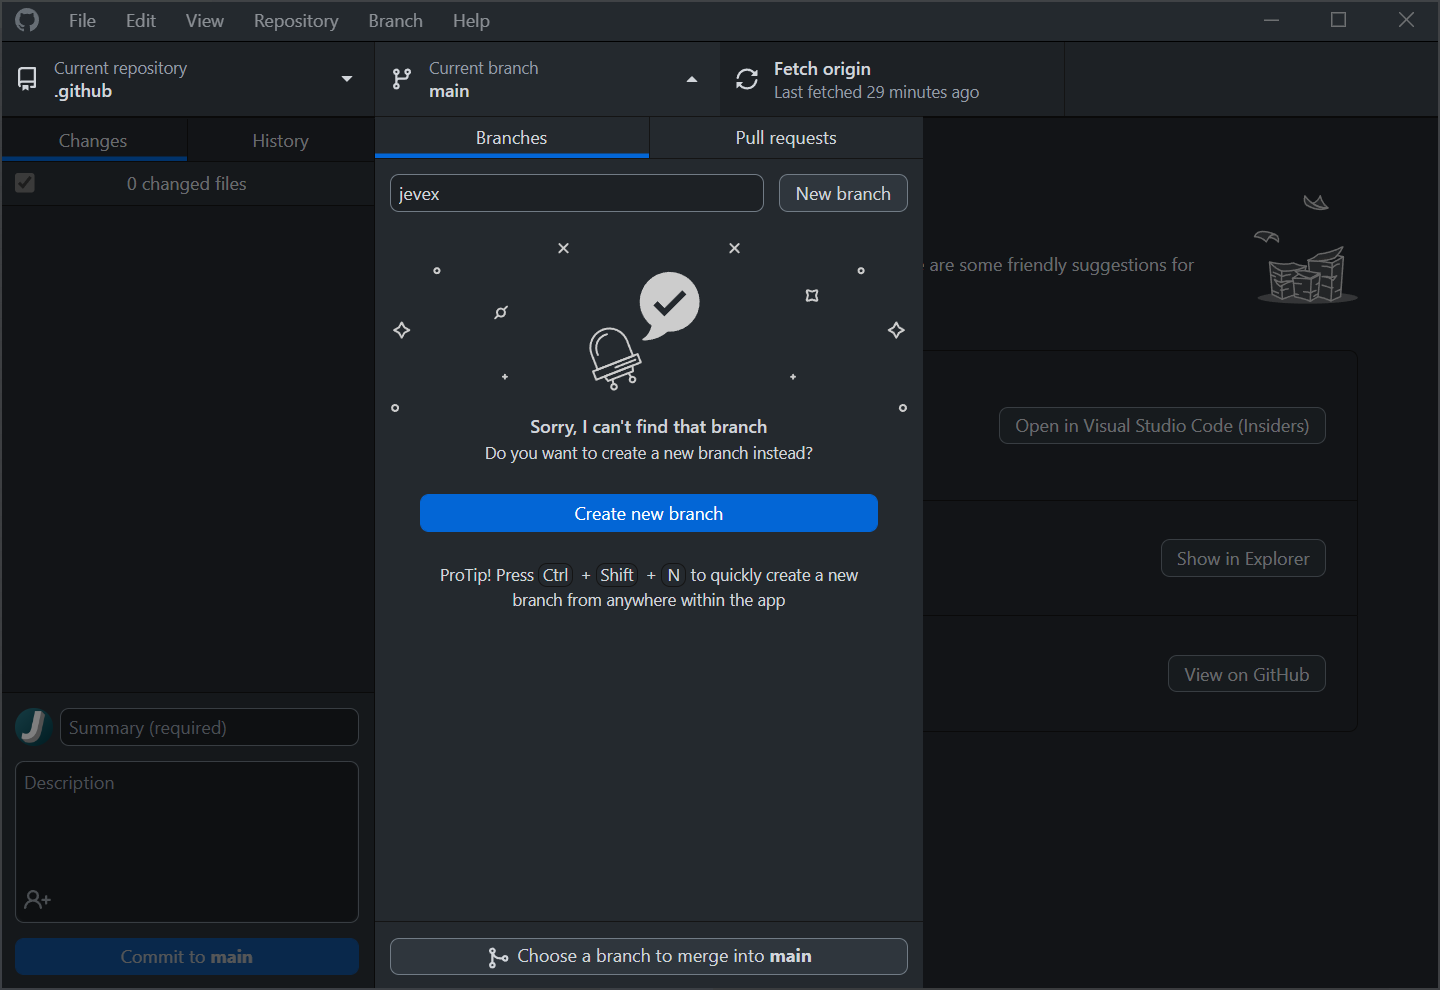 File Edit View Repository Branch Help
Current repository
.github
Current branch
main
Fetch origin
Last fetched 29 minutes ago
Changes
History
0 changed files
Branches
Pull requests
jevex
New branch
Sorry, I can't find that branch
Do you want to create a new branch instead?
Create new branch
ProTip! Press Ctrl + Shift + N to quickly create a new
branch from anywhere within the app
are some friendly suggestions for
Open in Visual Studio Code (Insiders)
Show in Explorer
View on GitHub
Summary (required)
Description
Commit to main
Choose a branch to merge into main